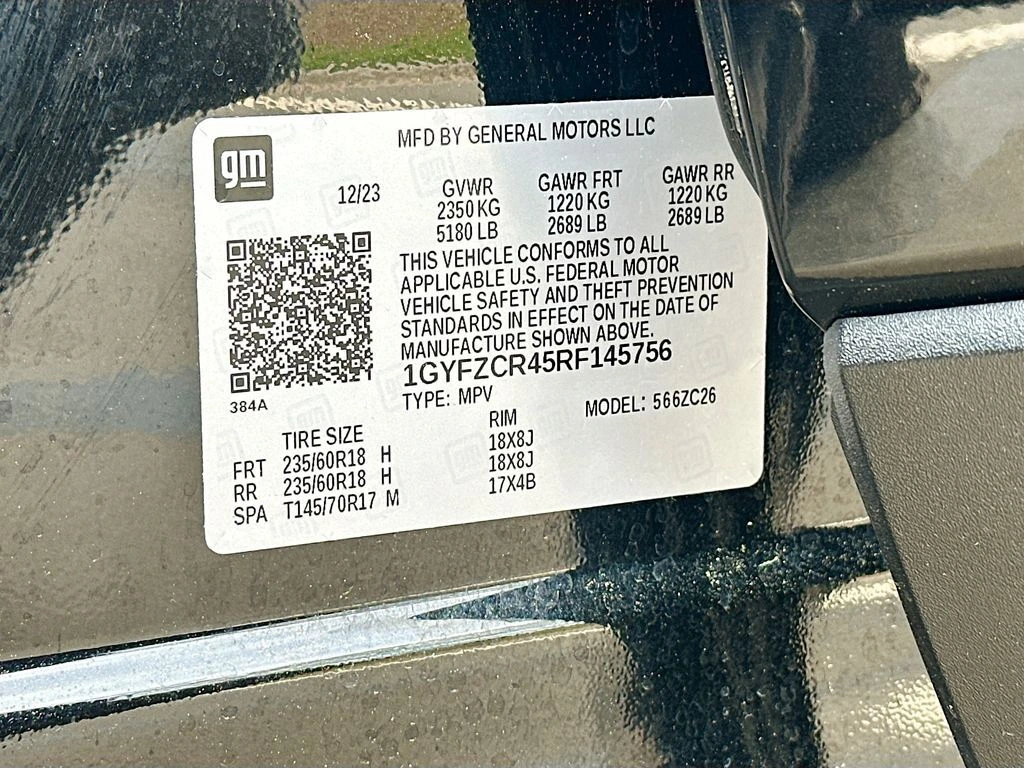 MFD BY GENERAL MOTORS LLC
gm
12/23
GVWR
2350 KG
5180 LB
GAWR FRT
1220 KG
2689 LB
GAWR RR
1220 KG
2689 LB
THIS VEHICLE CONFORMS TO ALL
APPLICABLE U.S. FEDERAL MOTOR
VEHICLE SAFETY AND THEFT PREVENTION
STANDARDS IN EFFECT ON THE DATE OF
MANUFACTURE SHOWN ABOVE.
1GYFZCR45RF145756
TYPE: MPV
MODEL: 566ZC26
384A
TIRE SIZE RIM
FRT 235/60R18 H 18X8J
RR 235/60R18 H 18X8J
SPA T145/70R17 M 17X4B